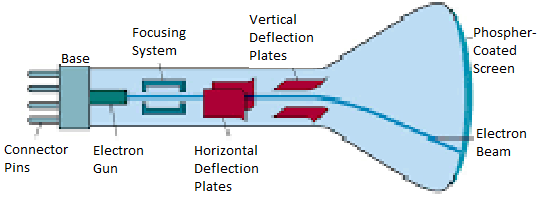 Base
Focusing
System
Vertical
Deflection
Plates
Phospher-
Coated
Screen
Connector
Pins
Electron
Gun
Horizontal
Deflection
Plates
Electron
Beam